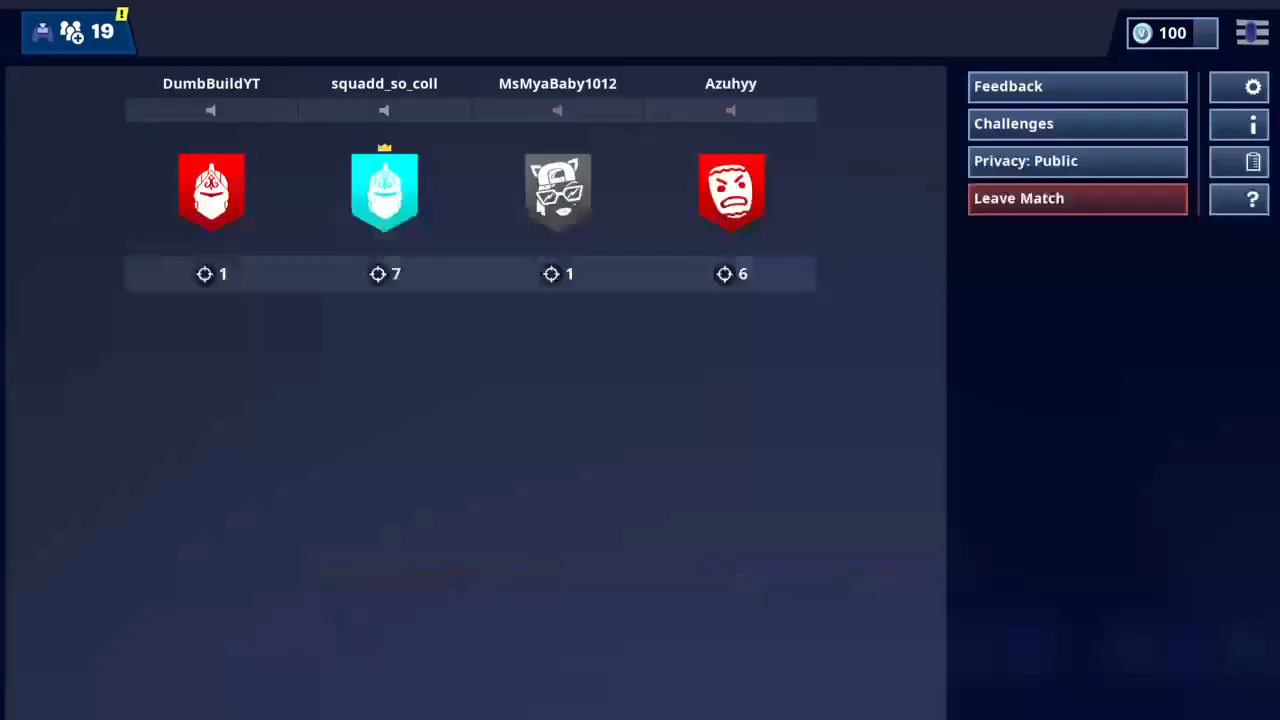 19
!
100
DumbBuildYT squadd_so_coll MsMyaBaby1012 Azuhyy
1 7 1 6
Feedback
Challenges
Privacy: Public
Leave Match
i
?